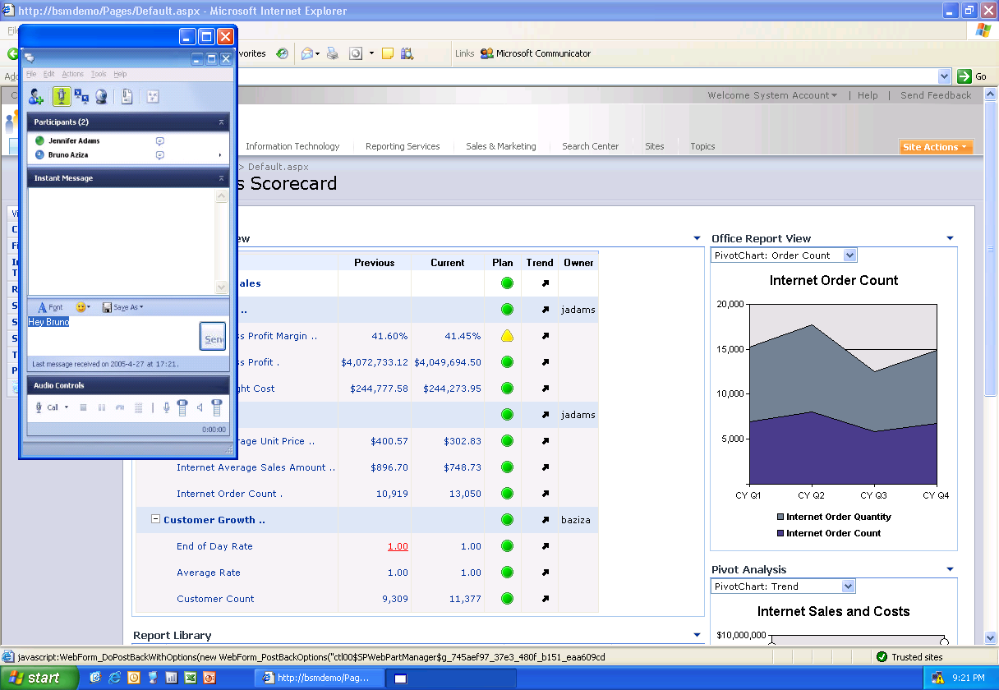 http://bsmdemo/Pages/Default.aspx - Microsoft Internet Explorer
vorites
Links Microsoft Communicator
Go
File Edit Actions Tools Help
Welcome System Account | Help | Send Feedback
Participants (2)
Jennifer Adams
Bruno Aziza
Information Technology Reporting Services Sales & Marketing Search Center Sites Topics
Site Actions
> Default.aspx
s Scorecard
Instant Message
Font Save As
Hey Bruno
Sen
Last message received on 2005-4-27 at 17:21.
Audio Controls
Call
0:00:00
ew
Previous Current Plan Trend Owner
ales
.. jadams
s Profit Margin .. 41.60% 41.45%
s Profit . $4,072,733.12 $4,049,694.50
ght Cost $244,777.58 $244,273.95
jadams
rage Unit Price .. $400.57 $302.83
Internet Average Sales Amount .. $896.70 $748.73
Internet Order Count . 10,919 13,050
Customer Growth .. baziza
End of Day Rate 1.00 1.00
Average Rate 1.00 1.00
Customer Count 9,309 11,377
Report Library
Office Report View
PivotChart: Order Count
Internet Order Count
20,000
15,000
10,000
5,000
CY Q1 CY Q2 CY Q3 CY Q4
Internet Order Quantity
Internet Order Count
Pivot Analysis
PivotChart: Trend
Internet Sales and Costs
$10,000,000
javascript:WebForm_DoPostBackWithOptions(new WebForm_PostBackOptions("ctl00$SPWebPartManager$g_745aef97_37e3_480f_b151_eaa609cd
Trusted sites
start
http://bsmdemo/Pag...
9:21 PM